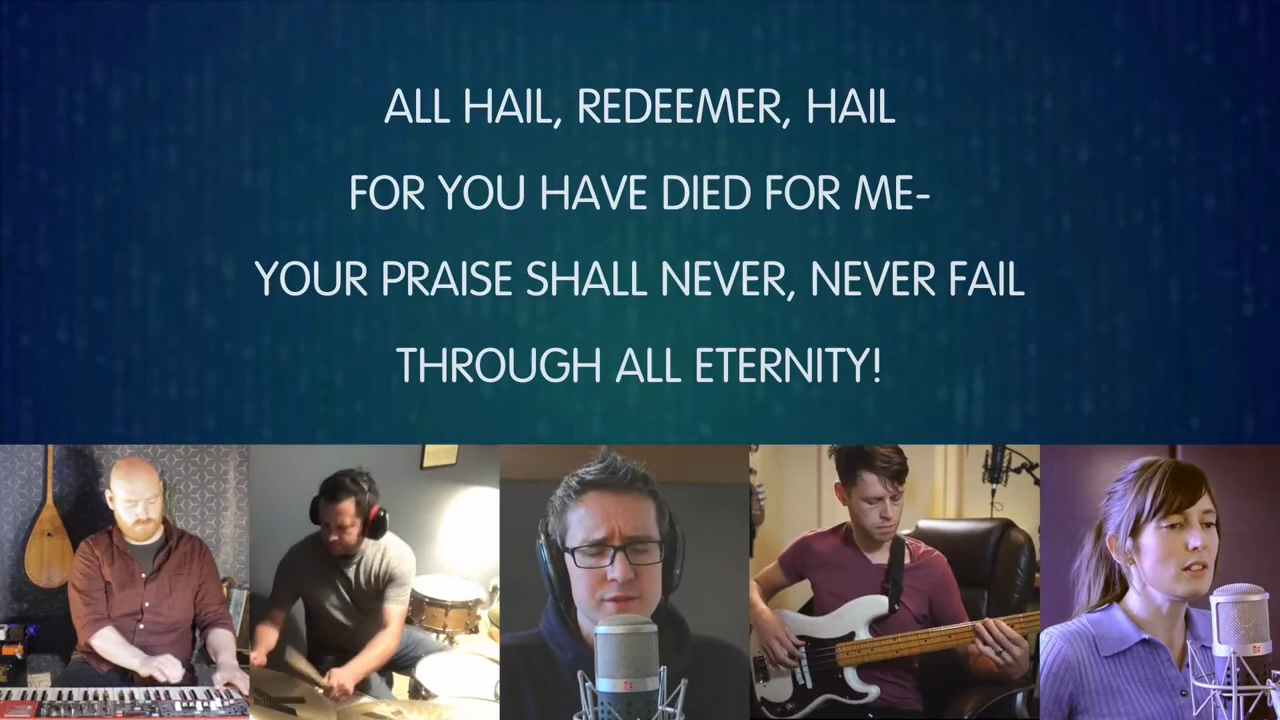 ALL HAIL, REDEEMER, HAIL
FOR YOU HAVE DIED FOR ME-
YOUR PRAISE SHALL NEVER, NEVER FAIL
THROUGH ALL ETERNITY!